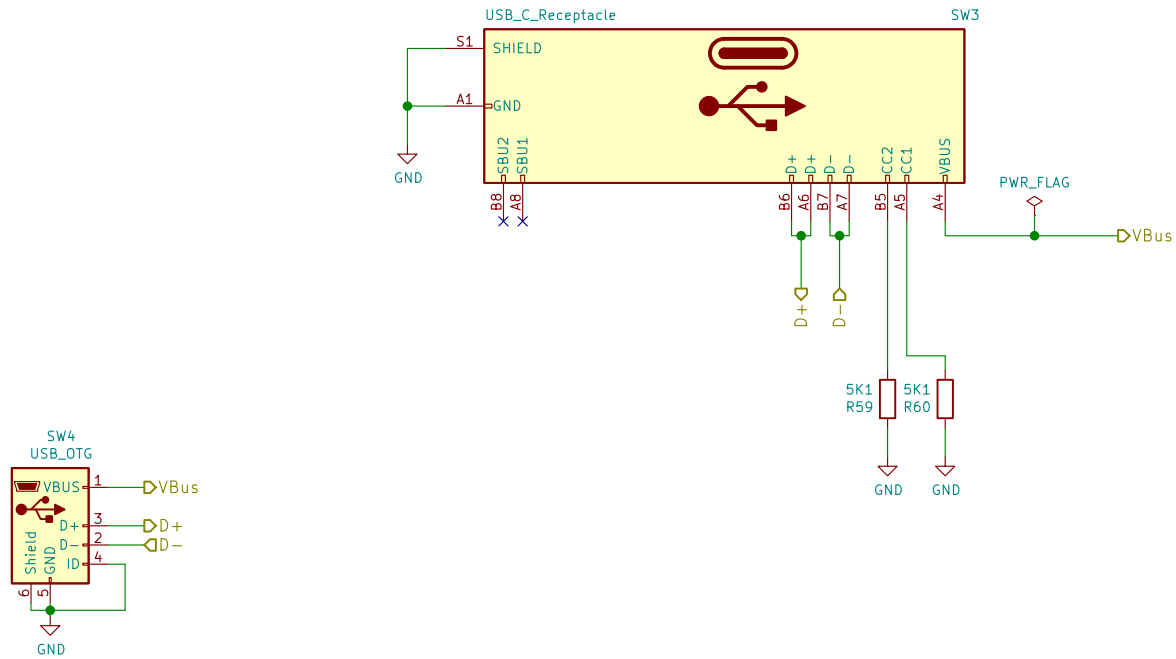 USB_C_Receptacle
SW3
S1
SHIELD
A1
GND
GND
SBU2
SBU1
D+
D+
D-
D-
CC2
CC1
VBUS
B8
A8
B6
A6
B7
A7
B5
A5
A4
PWR_FLAG
VBus
D+
D-
5K1
R59
5K1
R60
GND
GND
SW4
USB_OTG
VBUS
1
VBus
D+
3
D+
D-
2
D-
ID
4
Shield
GND
6
5
GND